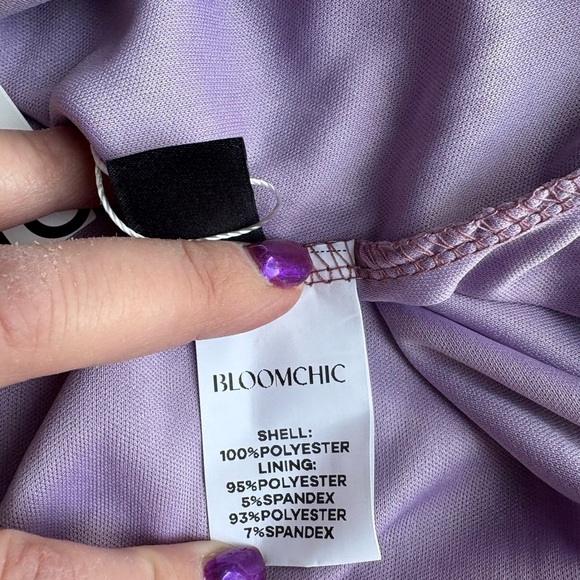 BLOOMCHIC
SHELL:
100%POLYESTER
LINING:
95%POLYESTER
5%SPANDEX
93%POLYESTER
7%SPANDEX